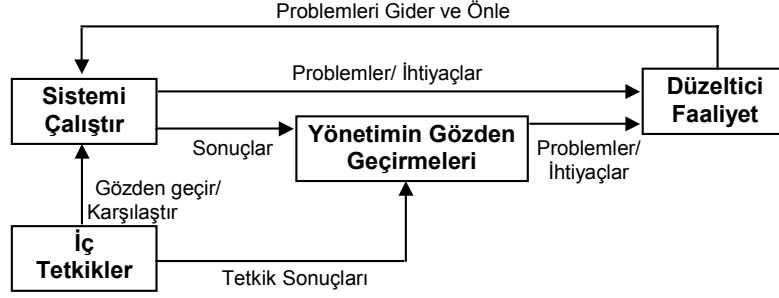 Problemleri Gider ve Önle
Problemler/ İhtiyaçlar
Sistemi
Çalıştır
Düzeltici
Faaliyet
Sonuçlar
Yönetimin Gözden
Geçirmeleri
Problemler/
İhtiyaçlar
Gözden geçir/
Karşılaştır
İç
Tetkikler
Tetkik Sonuçları